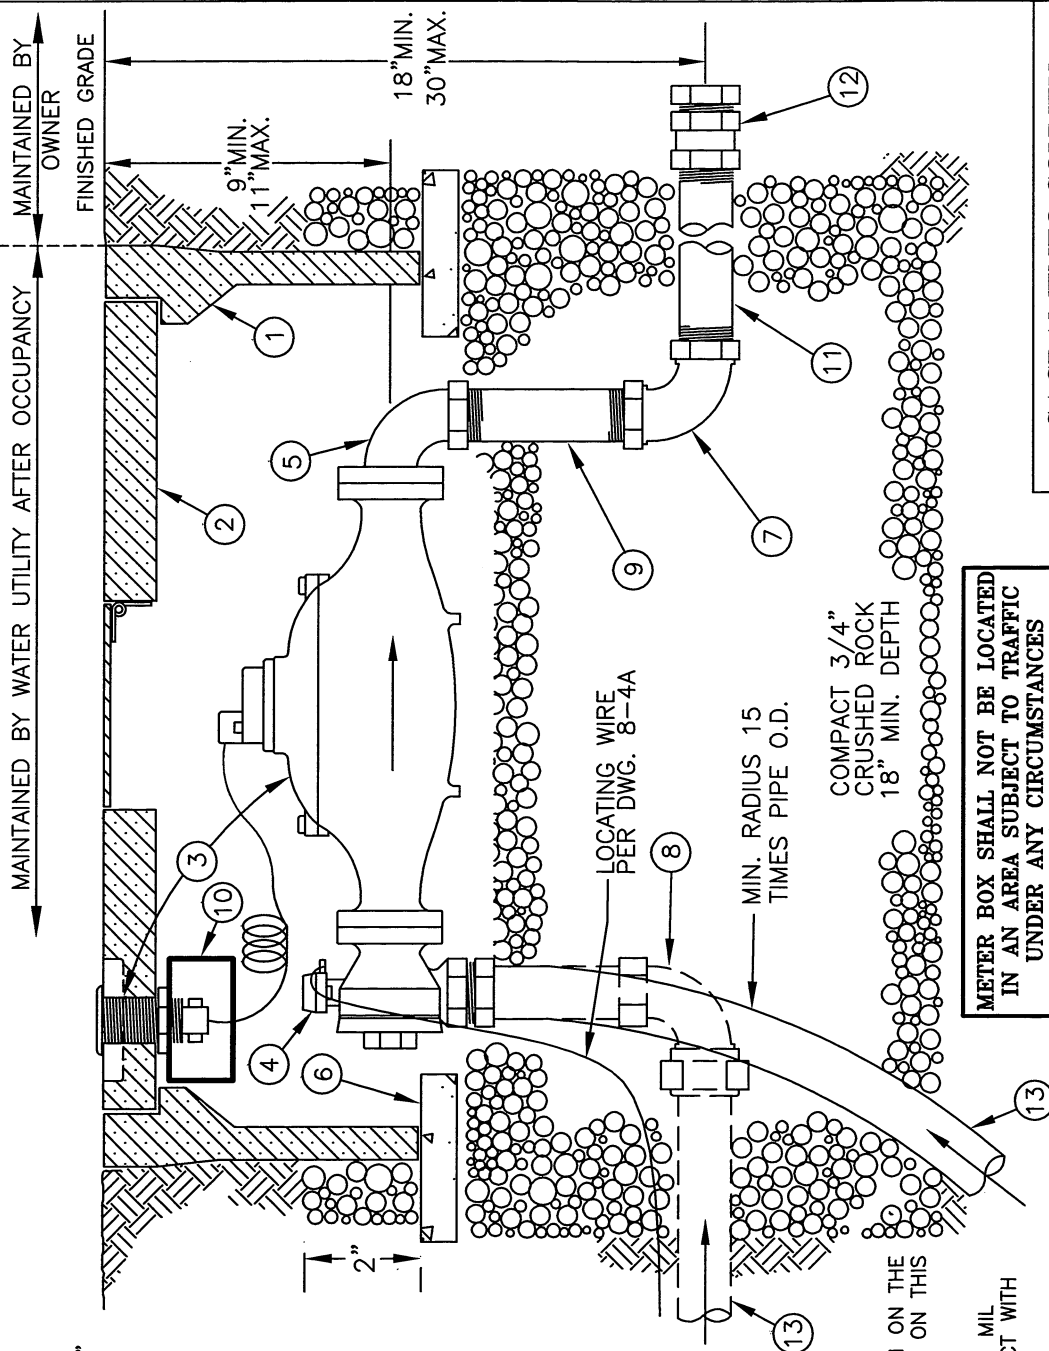 MAINTAINED BY WATER UTILITY AFTER OCCUPANCY
MAINTAINED BY
OWNER
FINISHED GRADE
18"MIN.
30"MAX.
9"MIN.
11"MAX.
1
2
3
10
4
6
5
9
7
11
12
8
13
13
2"
LOCATING WIRE
PER DWG. 8-4A
MIN. RADIUS 15
TIMES PIPE O.D.
COMPACT 3/4"
CRUSHED ROCK
18" MIN. DEPTH
METER BOX SHALL NOT BE LOCATED
IN AN AREA SUBJECT TO TRAFFIC
UNDER ANY CIRCUMSTANCES
ON THE
ON THIS
MIL
CT WITH